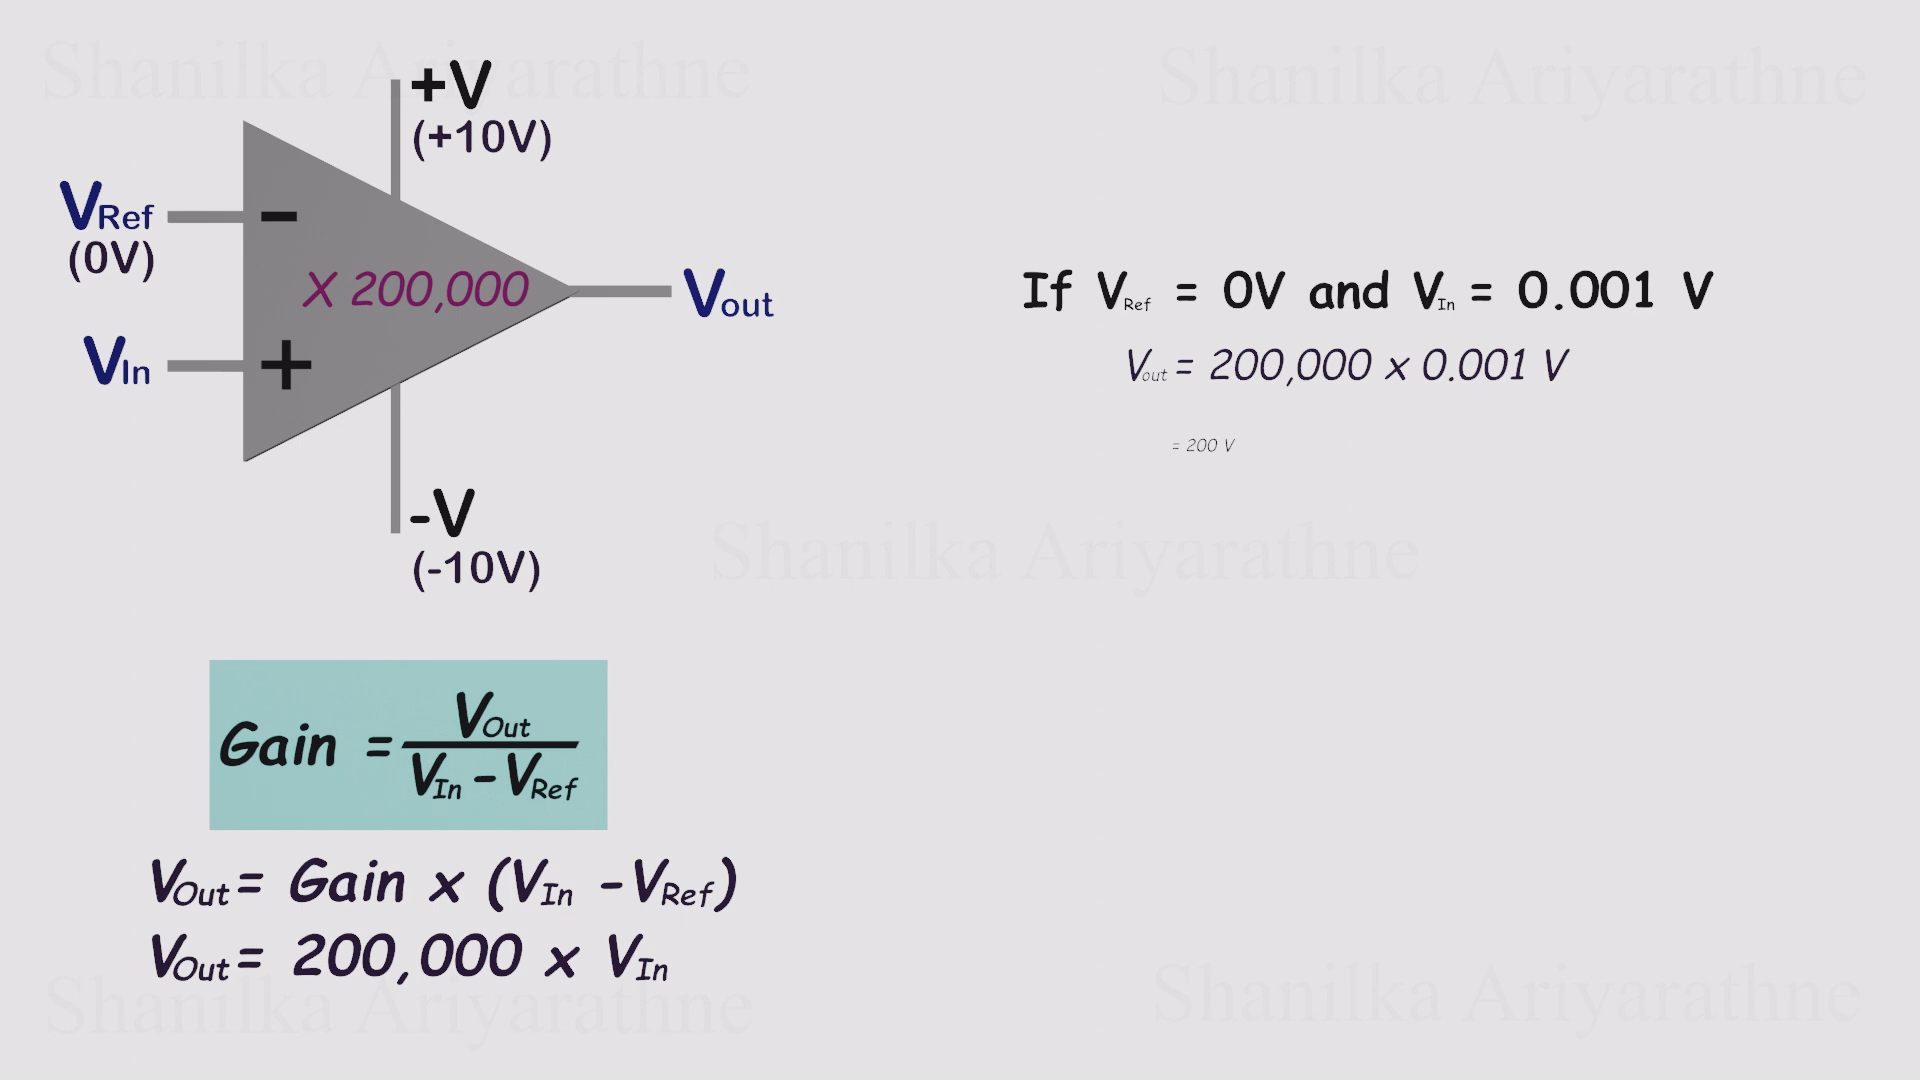 Shanilka Ariyarathne
Shanilka Ariyarathne
+V
(+10V)
VRef
(0V)
−
X 200,000
Vout
VIn
+
-V
(-10V)
If VRef = 0V and VIn = 0.001 V
Vout = 200,000 x 0.001 V
= 200 V
Shanilka Ariyarathne
Gain = VOut
VIn - VRef
VOut = Gain x (VIn - VRef)
VOut = 200,000 x VIn
Shanilka Ariyarathne
Shanilka Ariyarathne